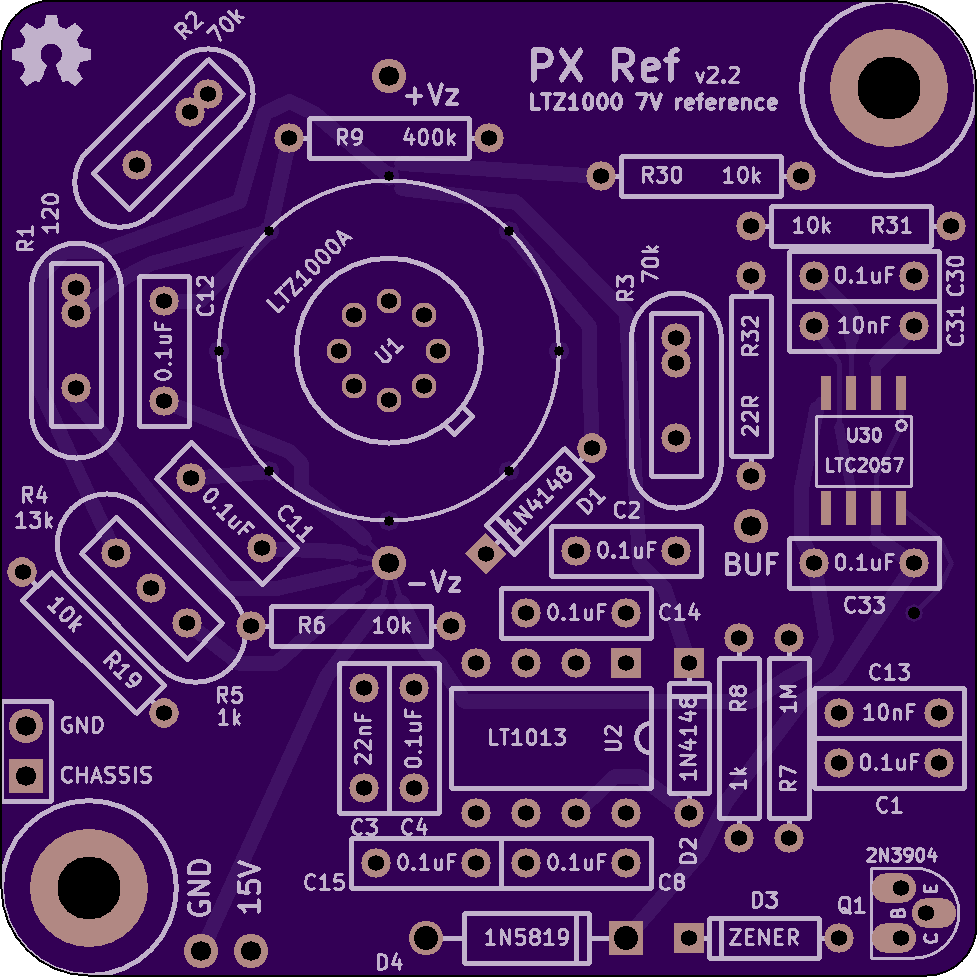 R2
70k
+Vz
PX Ref v2.2
LTZ1000 7V reference
R9 400k
R30 10k
R1
120
10k R31
LTZ1000A
U1
C12
0.1uF
R3
70k
R32
22R
0.1uF
C30
10nF
C31
U30
LTC2057
R4
13k
0.1uF
C11
1N4148
D1
C2
0.1uF
BUF
0.1uF
C33
-Vz
10k
R19
R6 10k
0.1uF C14
R5
1k
GND
CHASSIS
22nF
0.1uF
C3 C4
LT1013
U2
1N4148
D2
R8
1k
1M
R7
C13
10nF
0.1uF
C1
C15 0.1uF 0.1uF C8
GND
15V
D4
1N5819
D3
ZENER
2N3904
Q1
E
B
C